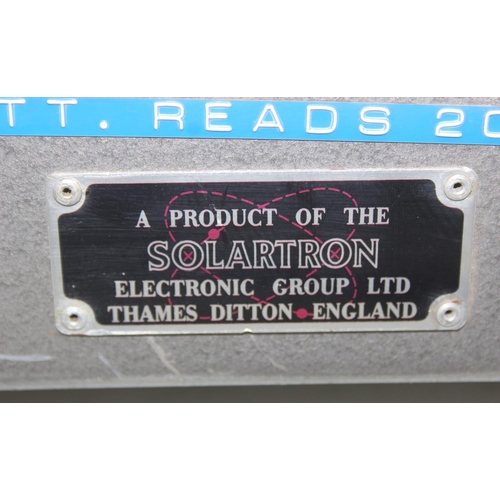 TT. READS 20
A PRODUCT OF THE
SOLARTRON
ELECTRONIC GROUP LTD
THAMES DITTON ENGLAND